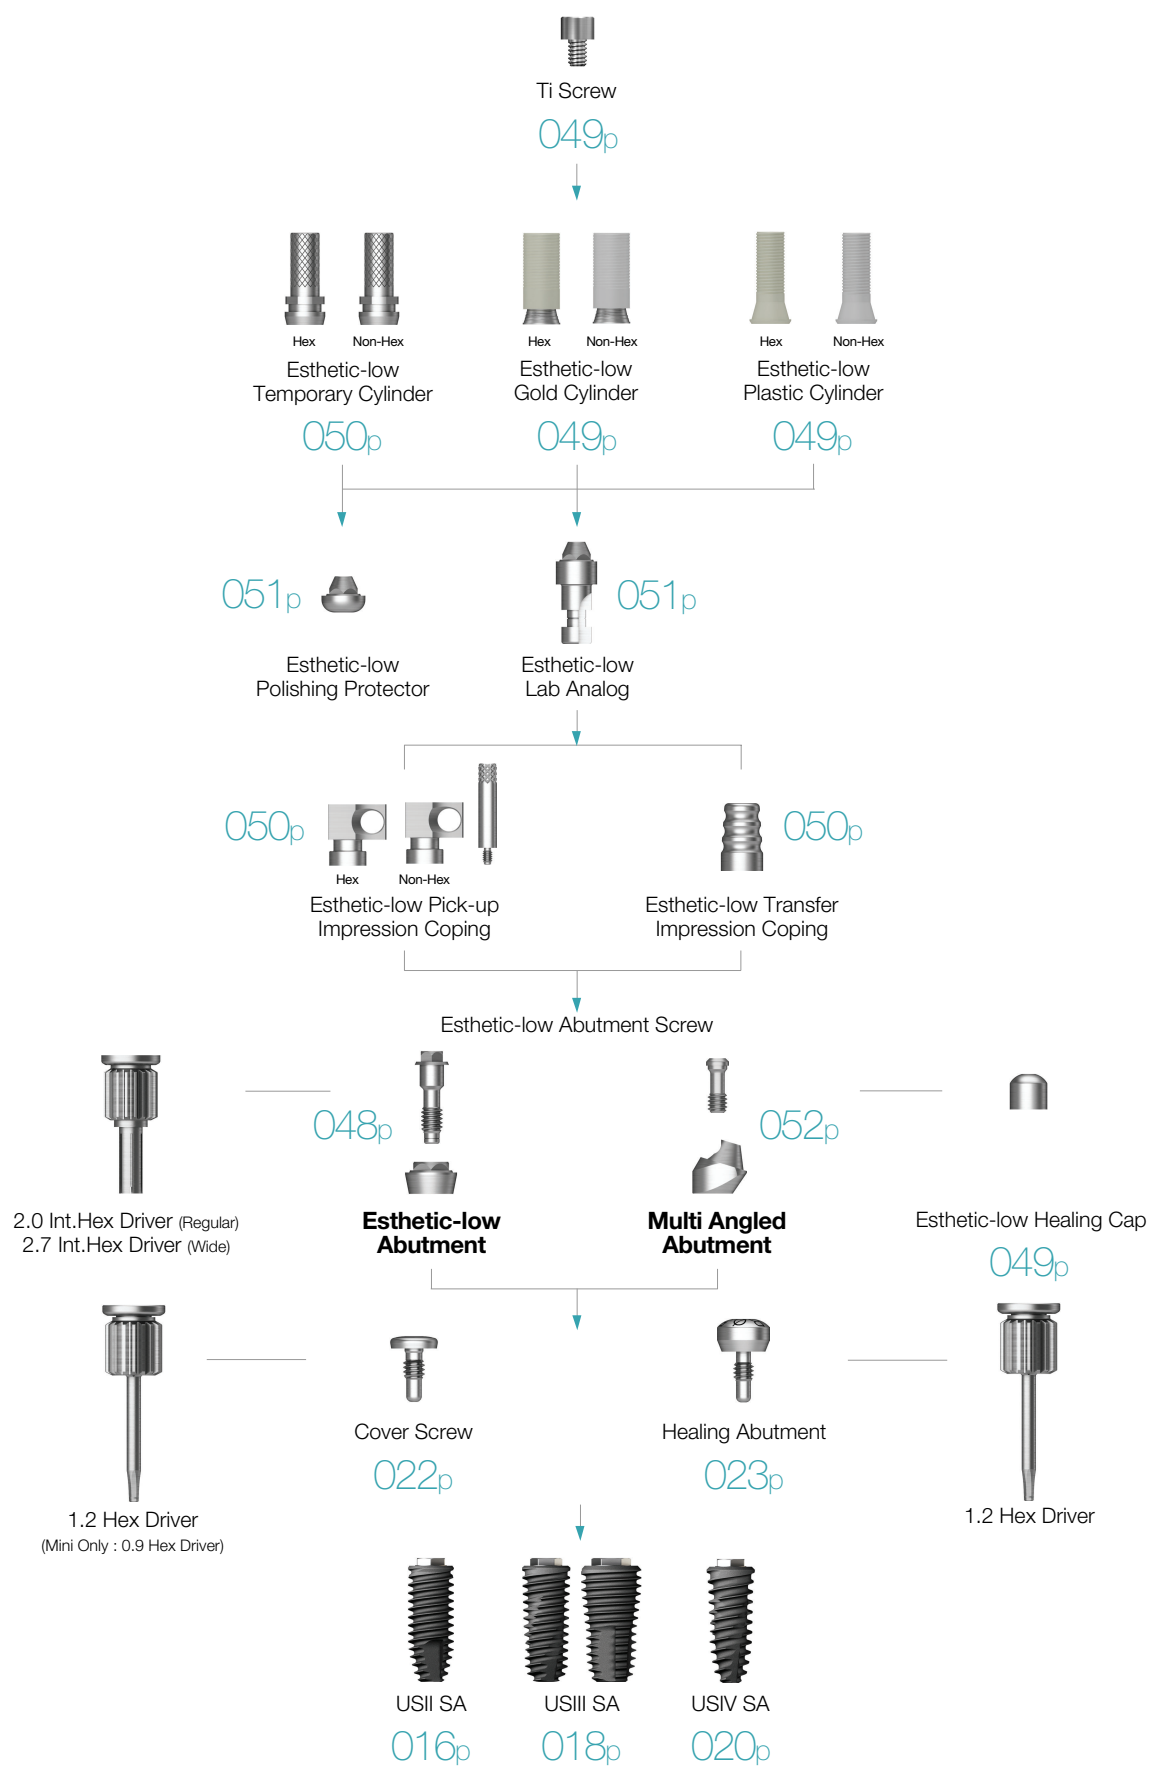 Ti Screw
049p
Hex
Non-Hex
Hex
Non-Hex
Hex
Non-Hex
Esthetic-low
Temporary Cylinder
050p
Esthetic-low
Gold Cylinder
049p
Esthetic-low
Plastic Cylinder
049p
051p
Esthetic-low
Polishing Protector
051p
Esthetic-low
Lab Analog
050p
Hex
Non-Hex
Esthetic-low Pick-up
Impression Coping
050p
Esthetic-low Transfer
Impression Coping
Esthetic-low Abutment Screw
048p
052p
2.0 Int.Hex Driver (Regular)
2.7 Int.Hex Driver (Wide)
Esthetic-low
Abutment
Multi Angled
Abutment
Esthetic-low Healing Cap
049p
Cover Screw
022p
Healing Abutment
023p
1.2 Hex Driver
(Mini Only : 0.9 Hex Driver)
1.2 Hex Driver
USII SA
016p
USIII SA
018p
USIV SA
020p